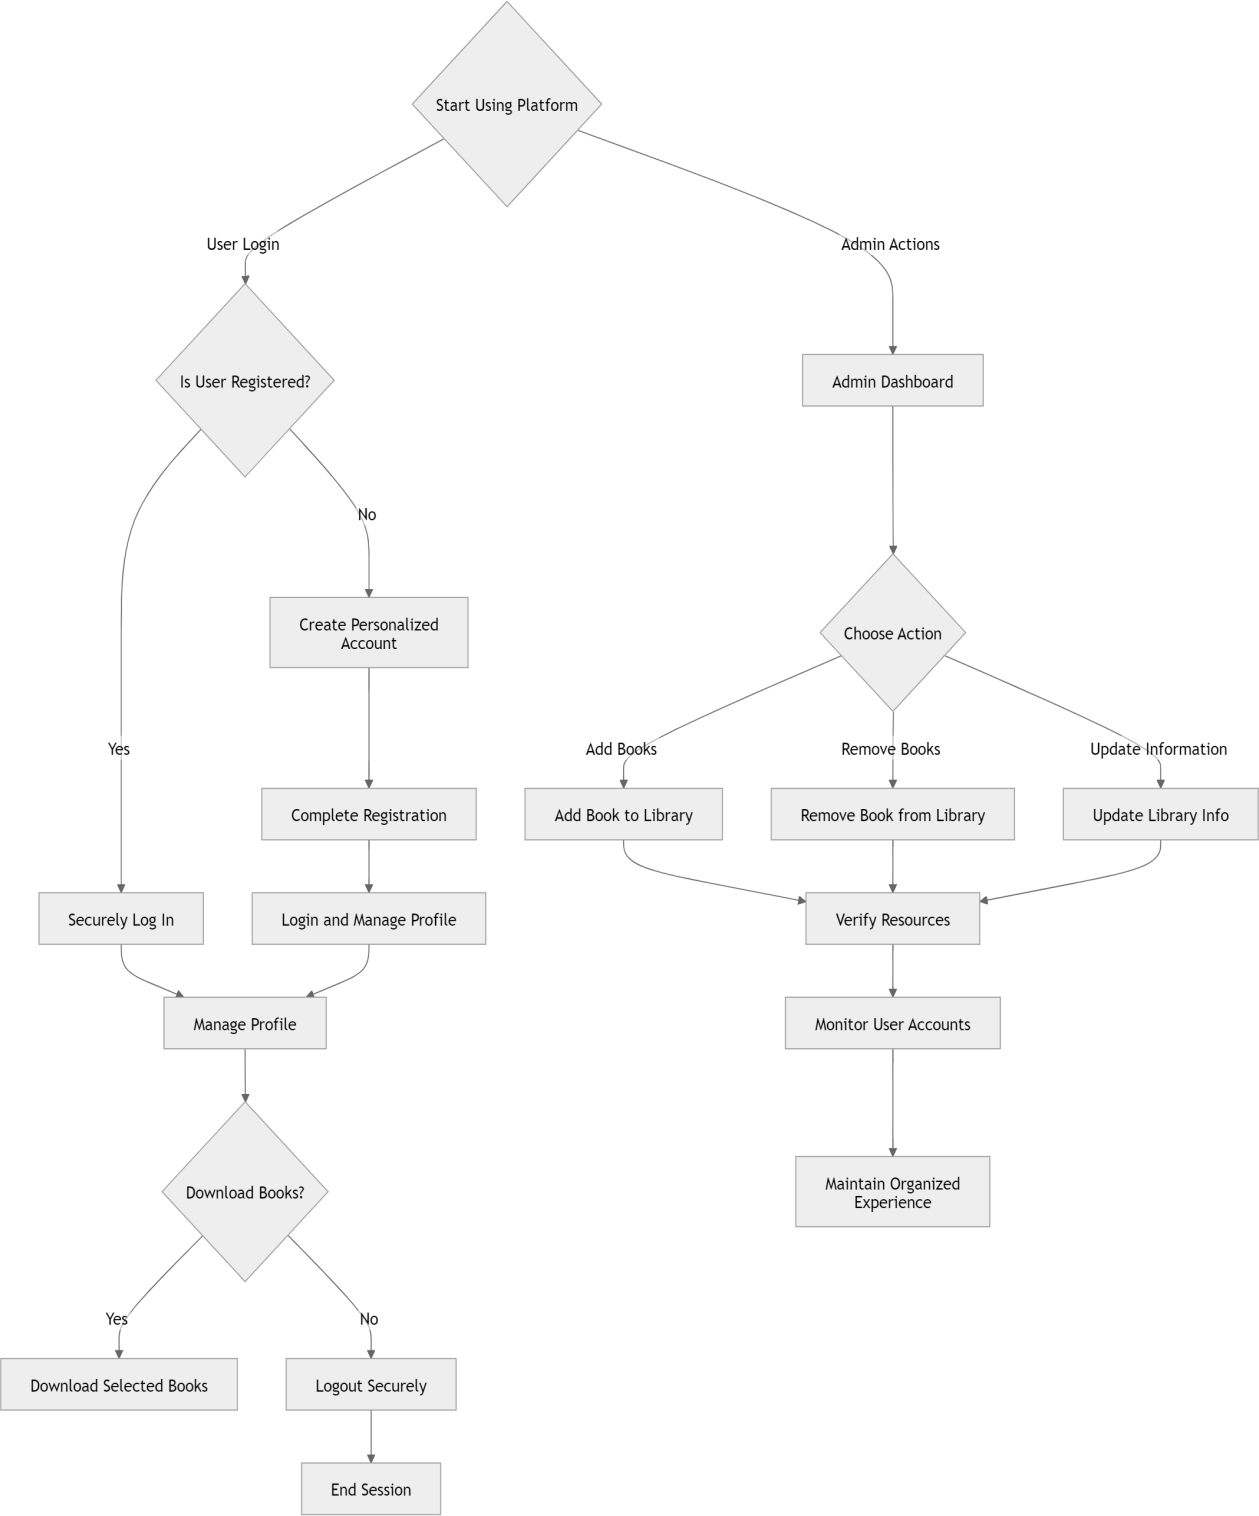 Start Using Platform
User Login
Admin Actions
Is User Registered?
Admin Dashboard
No
Create Personalized
Account
Choose Action
Yes
Add Books
Remove Books
Update Information
Complete Registration
Add Book to Library
Remove Book from Library
Update Library Info
Securely Log In
Login and Manage Profile
Verify Resources
Manage Profile
Monitor User Accounts
Download Books?
Maintain Organized
Experience
Yes
No
Download Selected Books
Logout Securely
End Session